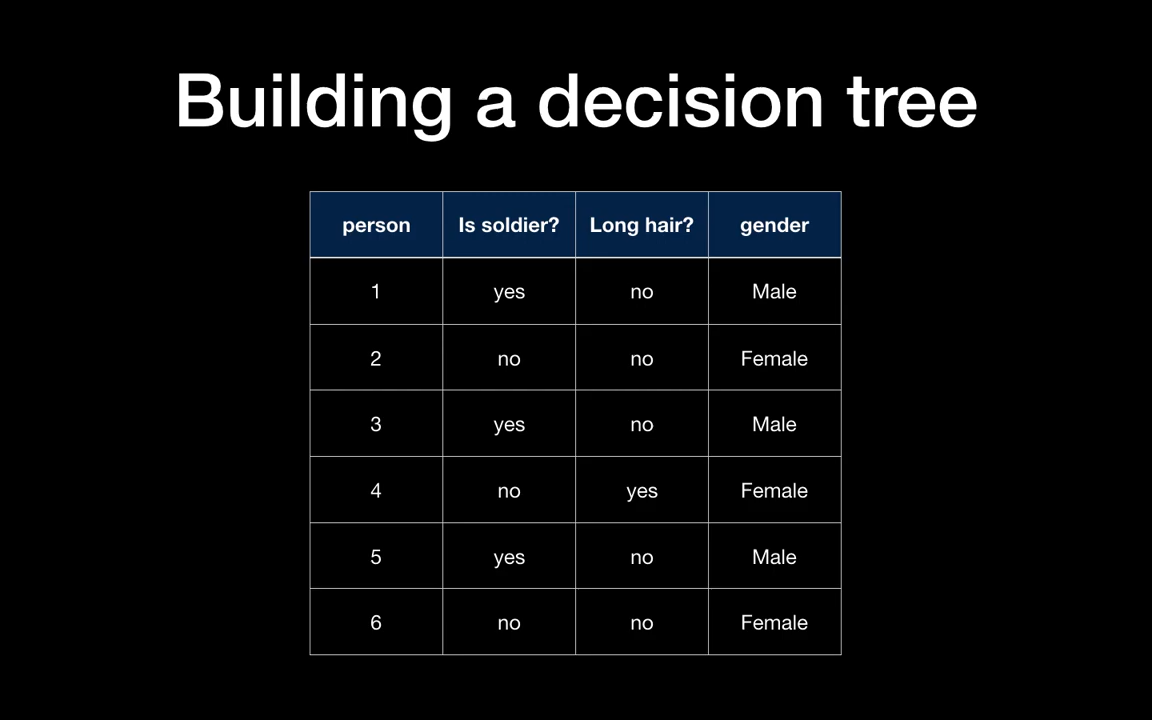 Building a decision tree
person Is soldier? Long hair? gender
1 yes no Male
2 no no Female
3 yes no Male
4 no yes Female
5 yes no Male
6 no no Female